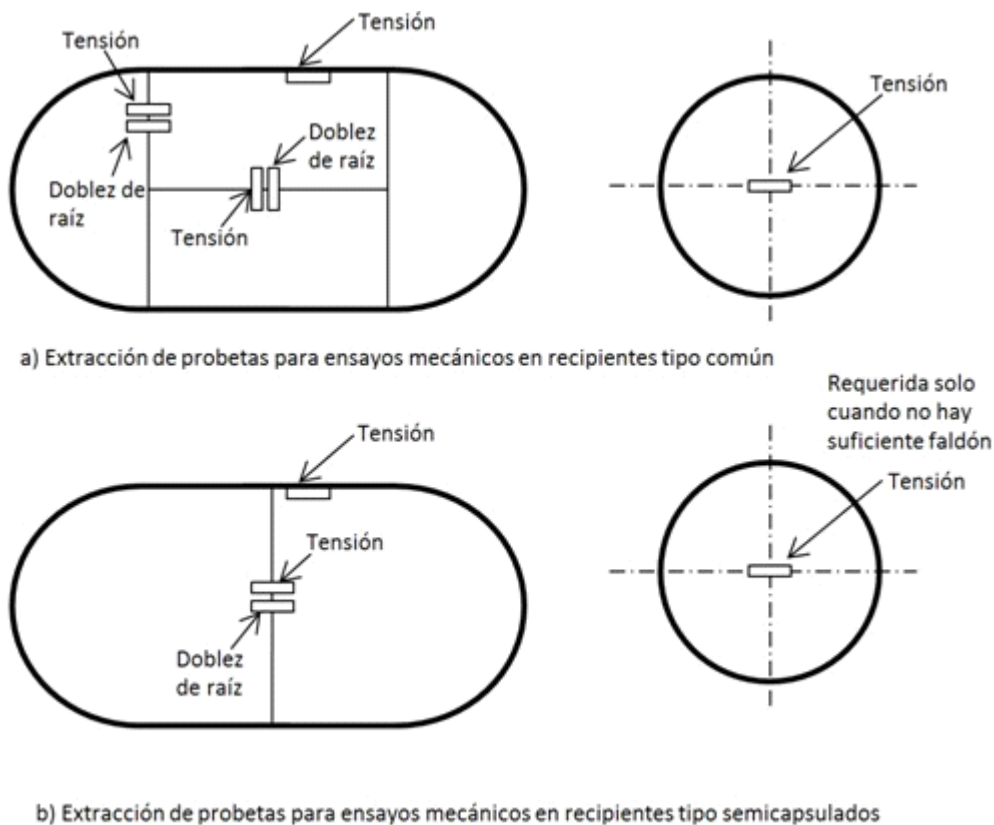 Tensión
Tensión
Doblez
de raíz
Doblez de
raíz
Tensión
Tensión
a) Extracción de probetas para ensayos mecánicos en recipientes tipo común
Tensión
Tensión
Doblez
de raíz
Requerida solo
cuando no hay
suficiente faldón
Tensión
b) Extracción de probetas para ensayos mecánicos en recipientes tipo semicapsulados